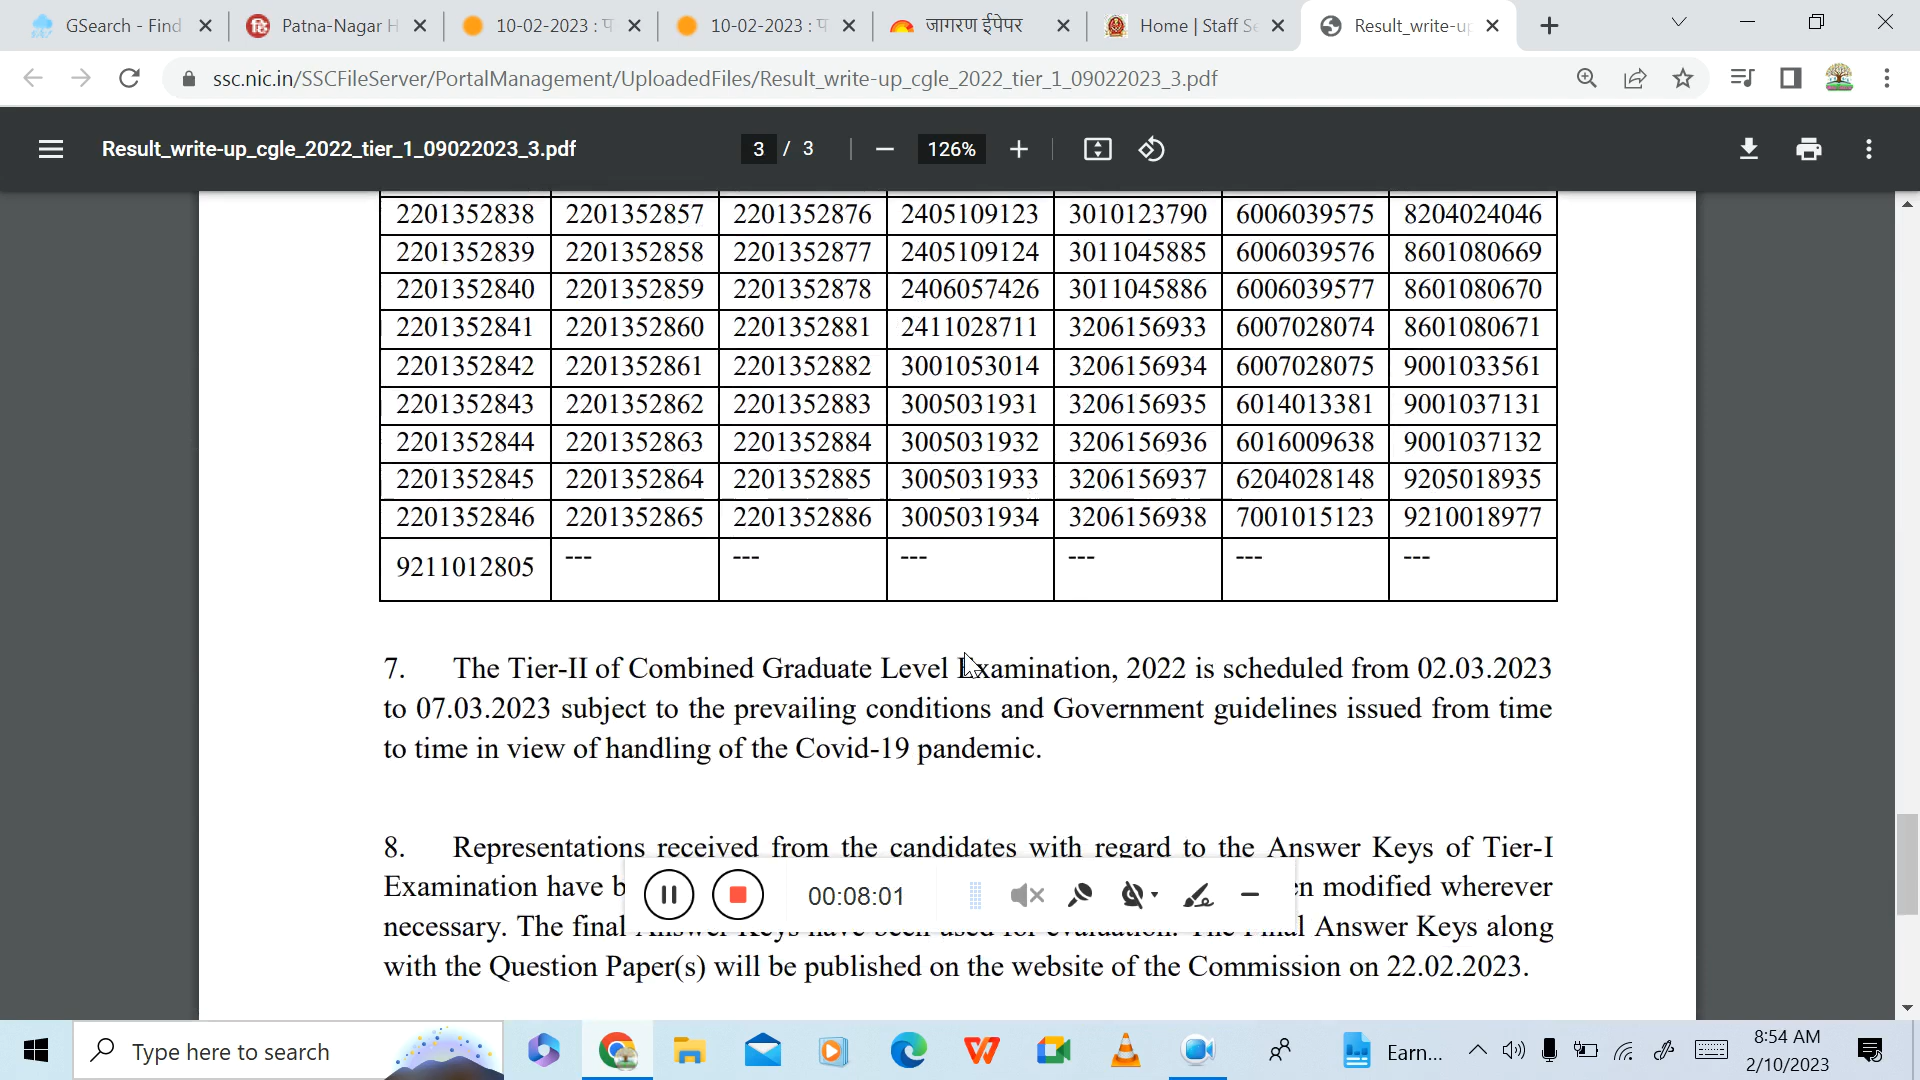 GSearch - Find
Patna-Nagar H
10-02-2023 : प
10-02-2023 : प
जागरण ईपेपर
Home | Staff Se
Result_write-up
ssc.nic.in/SSCFileServer/PortalManagement/UploadedFiles/Result_write-up_cgle_2022_tier_1_09022023_3.pdf
Result_write-up_cgle_2022_tier_1_09022023_3.pdf
3 / 3
126%
2201352838 2201352857 2201352876 2405109123 3010123790 6006039575 8204024046
2201352839 2201352858 2201352877 2405109124 3011045885 6006039576 8601080669
2201352840 2201352859 2201352878 2406057426 3011045886 6006039577 8601080670
2201352841 2201352860 2201352881 2411028711 3206156933 6007028074 8601080671
2201352842 2201352861 2201352882 3001053014 3206156934 6007028075 9001033561
2201352843 2201352862 2201352883 3005031931 3206156935 6014013381 9001037131
2201352844 2201352863 2201352884 3005031932 3206156936 6016009638 9001037132
2201352845 2201352864 2201352885 3005031933 3206156937 6204028148 9205018935
2201352846 2201352865 2201352886 3005031934 3206156938 7001015123 9210018977
9211012805 --- --- --- --- --- ---
7. The Tier-II of Combined Graduate Level Examination, 2022 is scheduled from 02.03.2023
to 07.03.2023 subject to the prevailing conditions and Government guidelines issued from time
to time in view of handling of the Covid-19 pandemic.
8. Representations received from the candidates with regard to the Answer Keys of Tier-I
Examination have b
en modified wherever
necessary. The final Answer Keys have been used for evaluation. The Final Answer Keys along
with the Question Paper(s) will be published on the website of the Commission on 22.02.2023.
00:08:01
Type here to search
Earn...
8:54 AM
2/10/2023